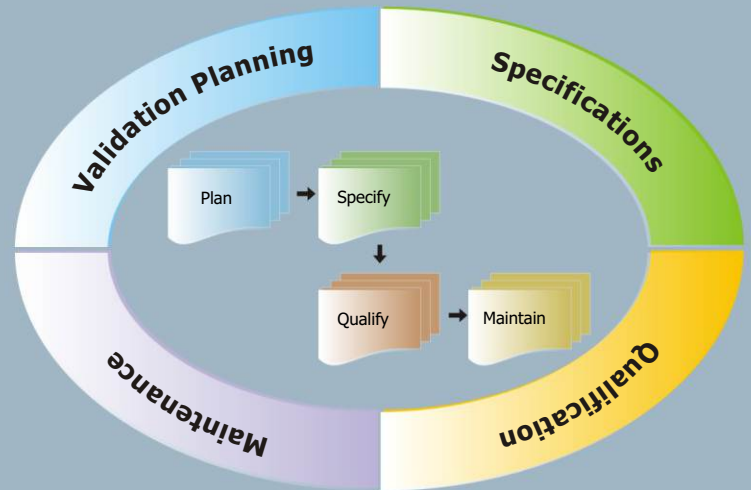 Validation Planning
Specifications
Plan
Specify
Qualify
Maintain
Maintenance
Qualification